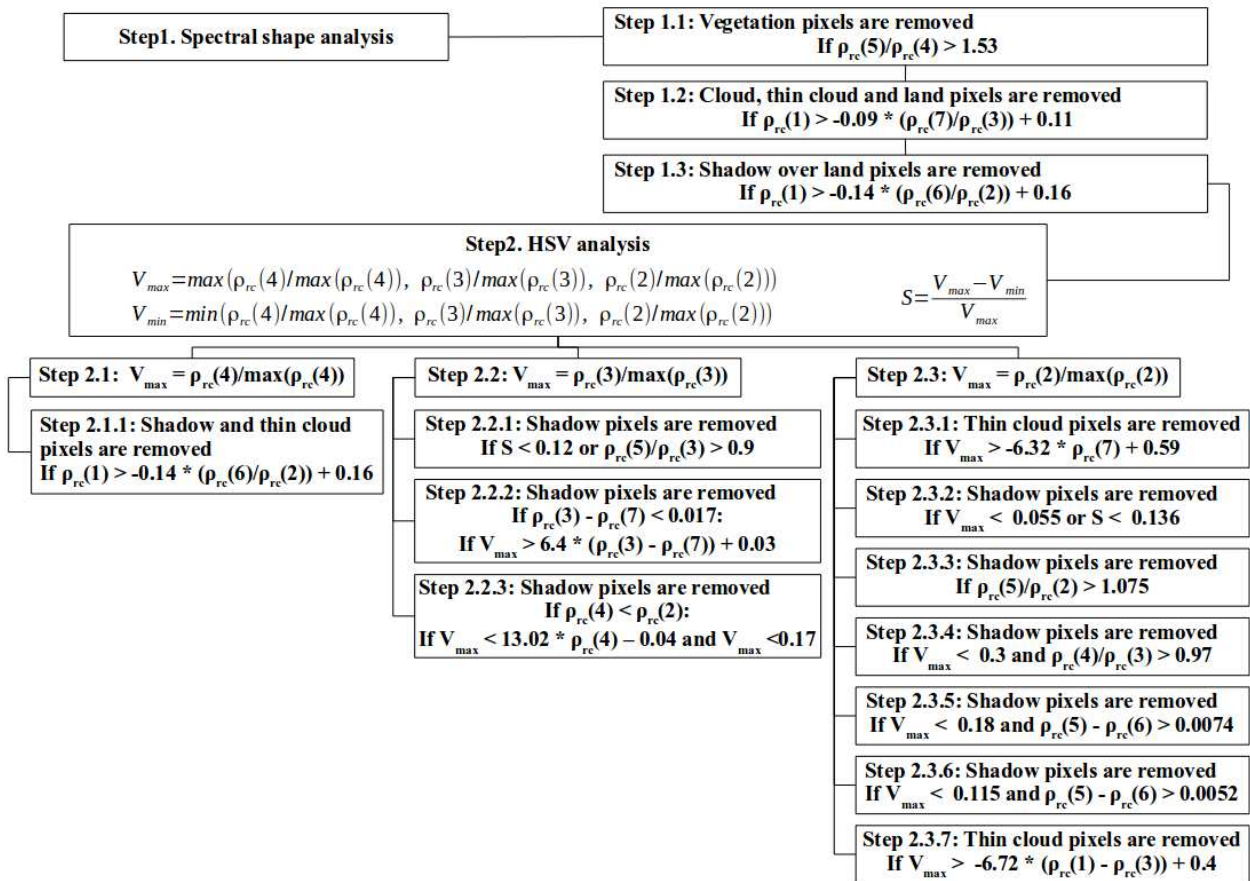 Step1. Spectral shape analysis
Step 1.1: Vegetation pixels are removed
If ρrc(5)/ρrc(4) > 1.53
Step 1.2: Cloud, thin cloud and land pixels are removed
If ρrc(1) > -0.09 * (ρrc(7)/ρrc(3)) + 0.11
Step 1.3: Shadow over land pixels are removed
If ρrc(1) > -0.14 * (ρrc(6)/ρrc(2)) + 0.16
Step2. HSV analysis
Vmax=max(ρrc(4)/max(ρrc(4)), ρrc(3)/max(ρrc(3)), ρrc(2)/max(ρrc(2)))
Vmin=min(ρrc(4)/max(ρrc(4)), ρrc(3)/max(ρrc(3)), ρrc(2)/max(ρrc(2)))
S=
Vmax−Vmin
Vmax
Step 2.1: Vmax = ρrc(4)/max(ρrc(4))
Step 2.1.1: Shadow and thin cloud
pixels are removed
If ρrc(1) > -0.14 * (ρrc(6)/ρrc(2)) + 0.16
Step 2.2: Vmax = ρrc(3)/max(ρrc(3))
Step 2.2.1: Shadow pixels are removed
If S < 0.12 or ρrc(5)/ρrc(3) > 0.9
Step 2.2.2: Shadow pixels are removed
If ρrc(3) - ρrc(7) < 0.017:
If Vmax > 6.4 * (ρrc(3) - ρrc(7)) + 0.03
Step 2.2.3: Shadow pixels are removed
If ρrc(4) < ρrc(2):
If Vmax < 13.02 * ρrc(4) – 0.04 and Vmax <0.17
Step 2.3: Vmax = ρrc(2)/max(ρrc(2))
Step 2.3.1: Thin cloud pixels are removed
If Vmax > -6.32 * ρrc(7) + 0.59
Step 2.3.2: Shadow pixels are removed
If Vmax < 0.055 or S < 0.136
Step 2.3.3: Shadow pixels are removed
If ρrc(5)/ρrc(2) > 1.075
Step 2.3.4: Shadow pixels are removed
If Vmax < 0.3 and ρrc(4)/ρrc(3) > 0.97
Step 2.3.5: Shadow pixels are removed
If Vmax < 0.18 and ρrc(5) - ρrc(6) > 0.0074
Step 2.3.6: Shadow pixels are removed
If Vmax < 0.115 and ρrc(5) - ρrc(6) > 0.0052
Step 2.3.7: Thin cloud pixels are removed
If Vmax > -6.72 * (ρrc(1) - ρrc(3)) + 0.4